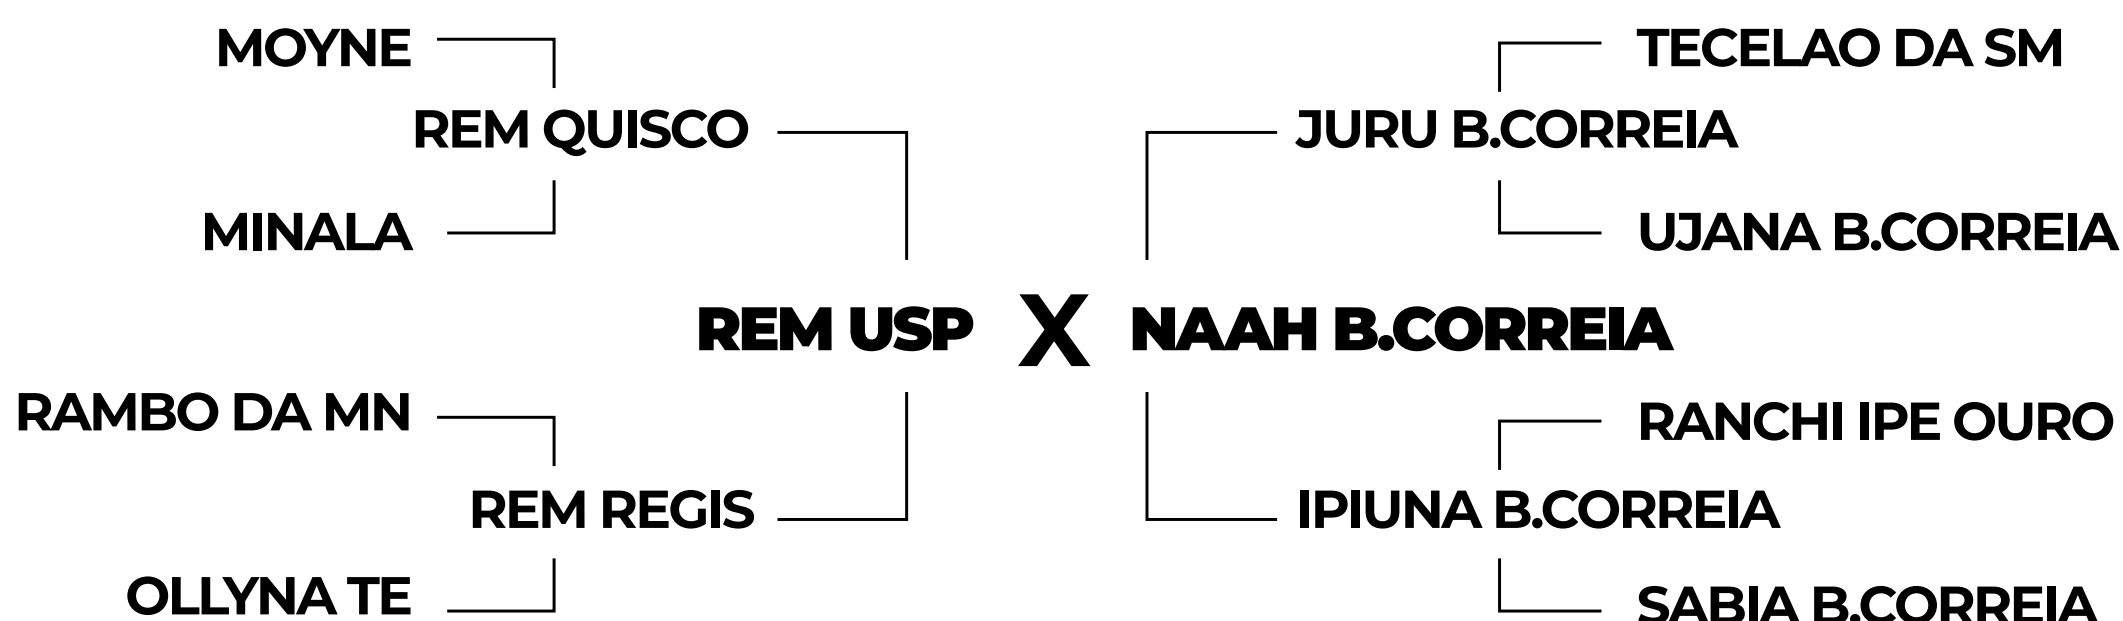 MOYNE
TECELAO DA SM
REM QUISCO
JURU B.CORREIA
MINALA
UJANA B.CORREIA
REM USP X NAAH B.CORREIA
RAMBO DA MN
RANCHI IPE OURO
REM REGIS
IPIUNA B.CORREIA
OLLYNA TE
SABIA B.CORREIA